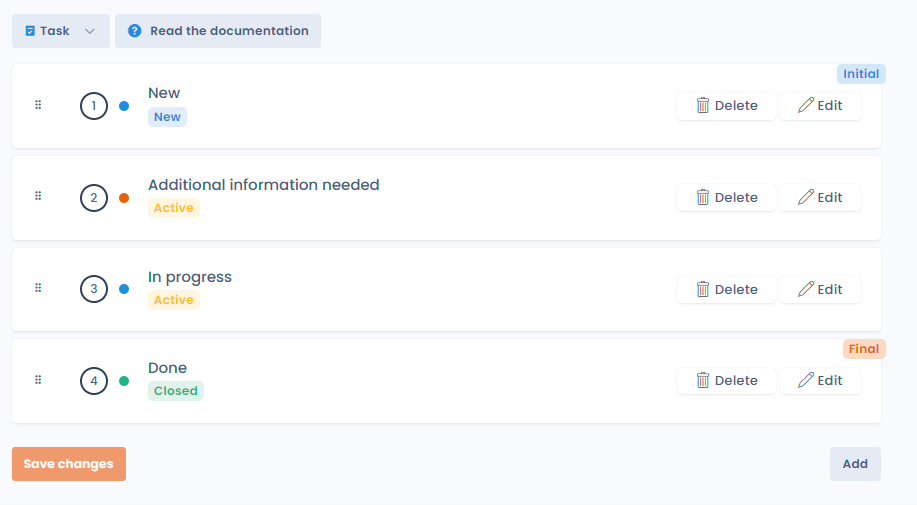 Task
Read the documentation
Initial
1
New
New
Delete
Edit
2
Additional information needed
Active
Delete
Edit
3
In progress
Active
Delete
Edit
Final
4
Done
Closed
Delete
Edit
Save changes
Add